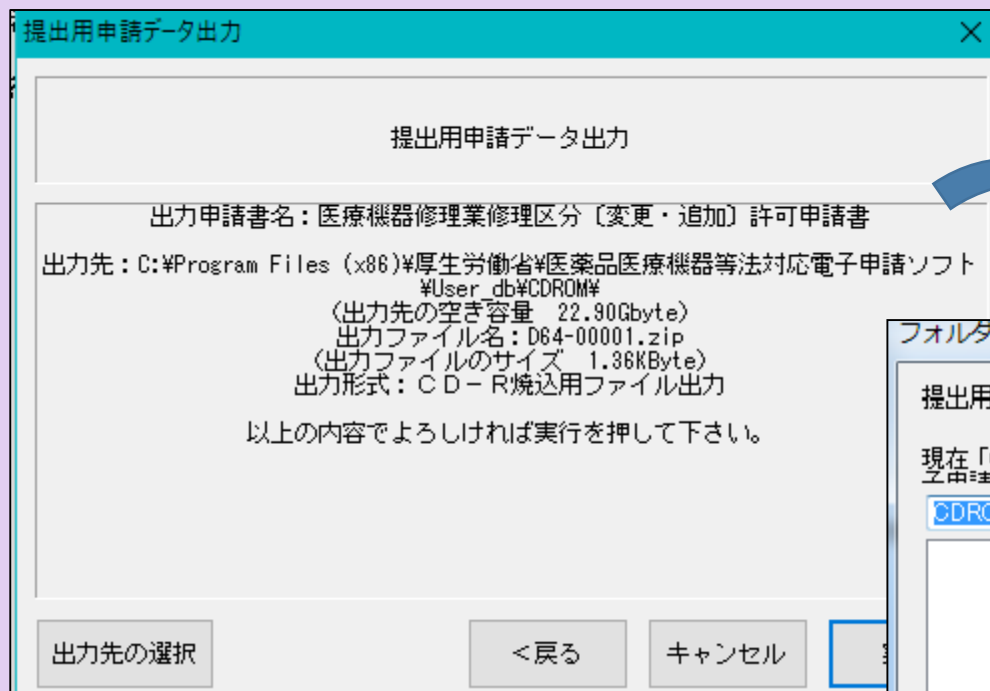 提出用申請データ出力
提出用申請データ出力
出力申請書名：医療機器修理業修理区分〔変更・追加〕許可申請書
出力先：C:¥Program Files (x86)¥厚生労働省¥医薬品医療機器等法対応電子申請ソフト
¥User_db¥CDROM¥
(出力先の空き容量　22.90Gbyte)
出力ファイル名：D64-00001.zip
(出力ファイルのサイズ　1.36KByte)
出力形式：ＣＤ－Ｒ焼込用ファイル出力
以上の内容でよろしければ実行を押して下さい。
出力先の選択
<戻る
キャンセル
フォルダ
提出用
現在「
CDRO